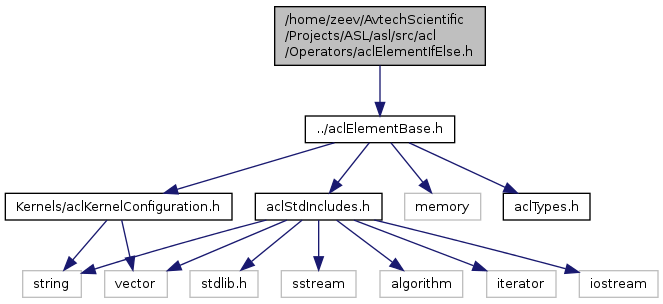 /home/zeev/AvtechScientific
/Projects/ASL/asl/src/acl
/Operators/aclElementIfElse.h
../aclElementBase.h
Kernels/aclKernelConfiguration.h
aclStdIncludes.h
memory
aclTypes.h
string
vector
stdlib.h
sstream
algorithm
iterator
iostream